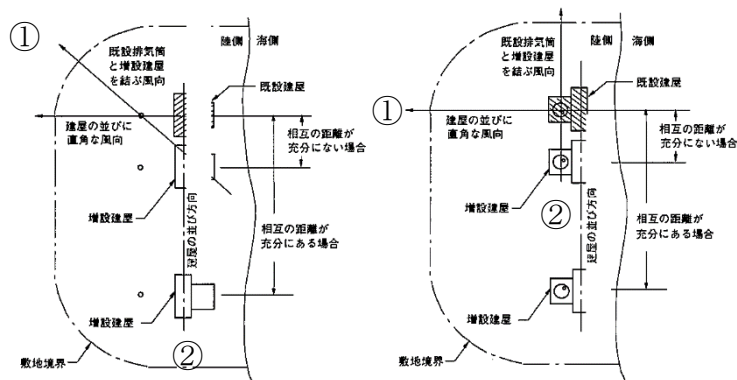 ①
既設排気筒
と増設建屋
を結ぶ風向
陸側
海側
既設建屋
建屋の並びに
直角な風向
相互の距離が
充分にない場合
増設建屋
建屋の並び方向
相互の距離が
充分にある場合
増設建屋
敷地境界
②
既設排気筒
と増設建屋
を結ぶ風向
陸側
海側
既設建屋
①
建屋の並びに
直角な風向
相互の距離が
充分にない場合
増設建屋
②
建屋の並び方向
相互の距離が
充分にある場合
増設建屋
敷地境界